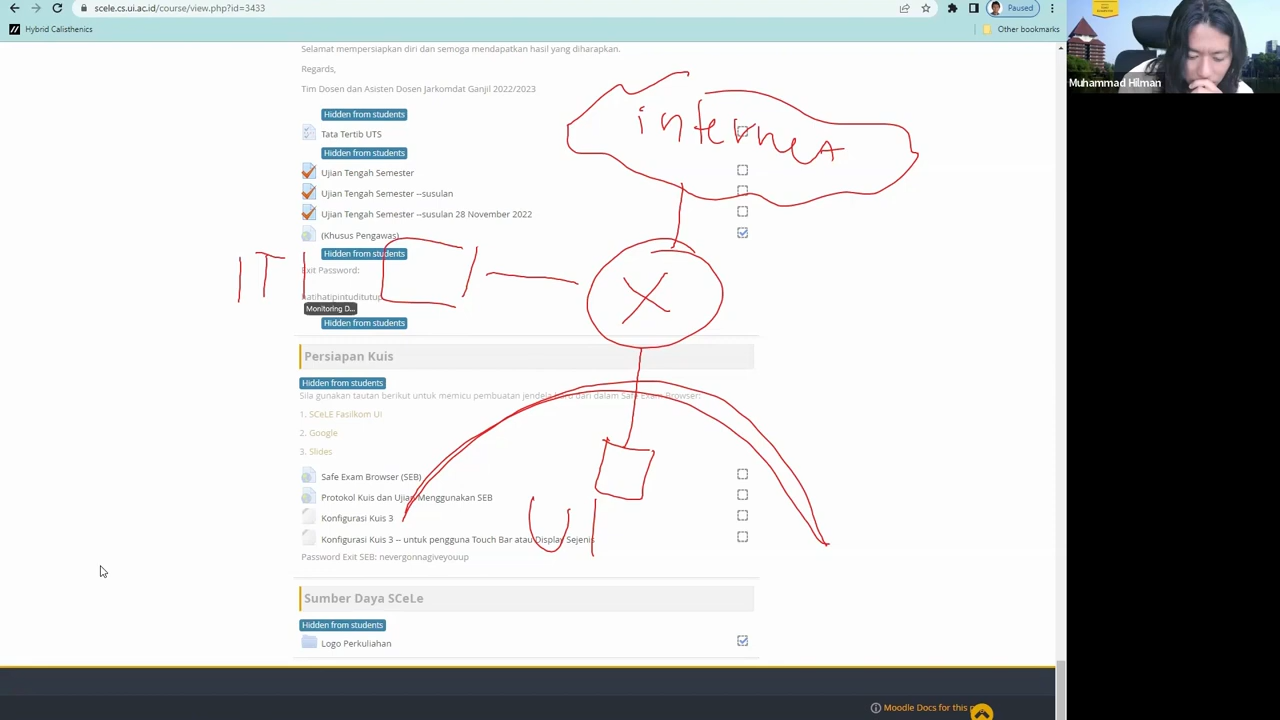 scele.cs.ui.ac.id/course/view.php?id=3433
Paused
Hybrid Calisthenics
Other bookmarks
Selamat mempersiapkan diri dan semoga mendapatkan hasil yang diharapkan.
Regards,
Tim Dosen dan Asisten Dosen Jarkomdat Ganjil 2022/2023
Muhammad Hilman
Hidden from students
internet
Tata Tertib UTS
Hidden from students
Ujian Tengah Semester
Ujian Tengah Semester --susulan
Ujian Tengah Semester --susulan 28 November 2022
(Khusus Pengawas)
Hidden from students
Exit Password:
ITI
hatihatipintuditutup
Monitoring D...
X
Hidden from students
Persiapan Kuis
Hidden from students
Sila gunakan tautan berikut untuk memicu pembuatan jendela baru dari dalam Safe Exam Browser:
1. SCeLE Fasilkom UI
2. Google
3. Slides
Safe Exam Browser (SEB)
Protokol Kuis dan Ujian Menggunakan SEB
UI
Konfigurasi Kuis 3
Konfigurasi Kuis 3 -- untuk pengguna Touch Bar atau Display Sejenis
Password Exit SEB: nevergonnagiveyouup
Sumber Daya SCeLe
Hidden from students
Logo Perkuliahan
Moodle Docs for this p